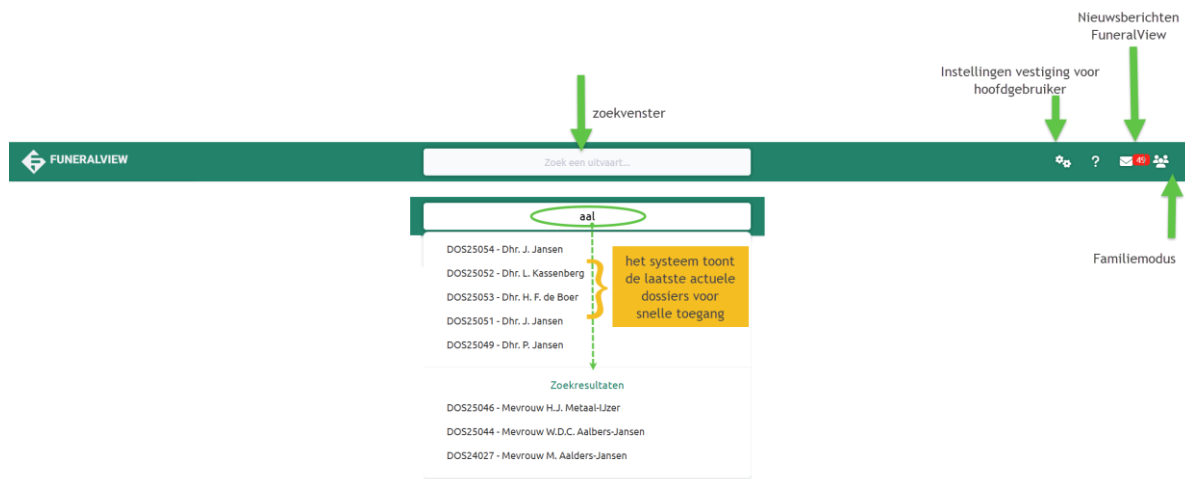 Nieuwsberichten
FuneralView
Instellingen vestiging voor
hoofdgebruiker
zoekvenster
FUNERALVIEW
Zoek een uitvaart...
?
49
aal
DOS25054 - Dhr. J. Jansen
DOS25052 - Dhr. L. Kassenberg
DOS25053 - Dhr. H. F. de Boer
DOS25051 - Dhr. J. Jansen
DOS25049 - Dhr. P. Jansen
het systeem toont
de laatste actuele
dossiers voor
snelle toegang
Familiemodus
Zoekresultaten
DOS25046 - Mevrouw H.J. Metaal-IJzer
DOS25044 - Mevrouw W.D.C. Aalbers-Jansen
DOS24027 - Mevrouw M. Aalders-Jansen